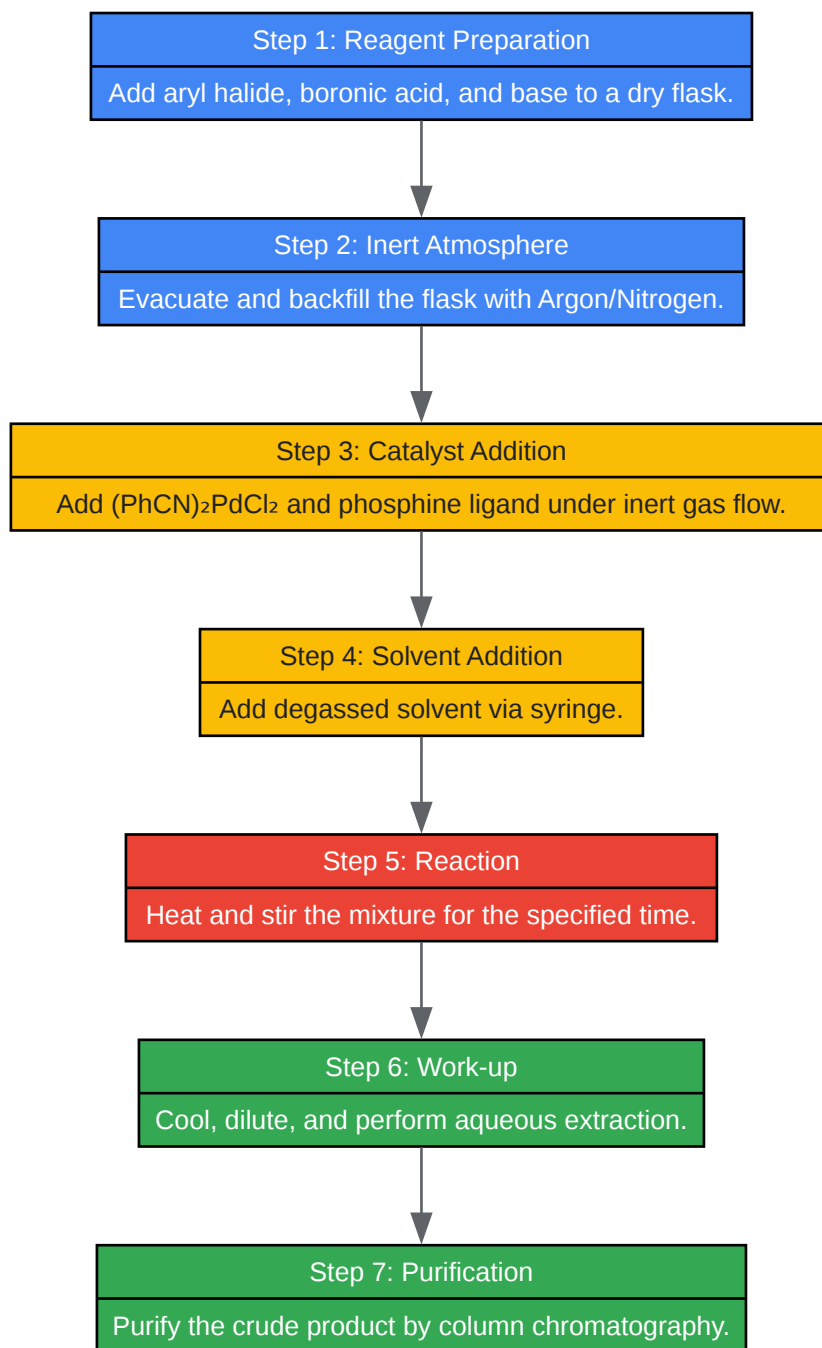 Step 1: Reagent Preparation
Add aryl halide, boronic acid, and base to a dry flask.
Step 2: Inert Atmosphere
Evacuate and backfill the flask with Argon/Nitrogen.
Step 3: Catalyst Addition
Add (PhCN)₂PdCl₂ and phosphine ligand under inert gas flow.
Step 4: Solvent Addition
Add degassed solvent via syringe.
Step 5: Reaction
Heat and stir the mixture for the specified time.
Step 6: Work-up
Cool, dilute, and perform aqueous extraction.
Step 7: Purification
Purify the crude product by column chromatography.